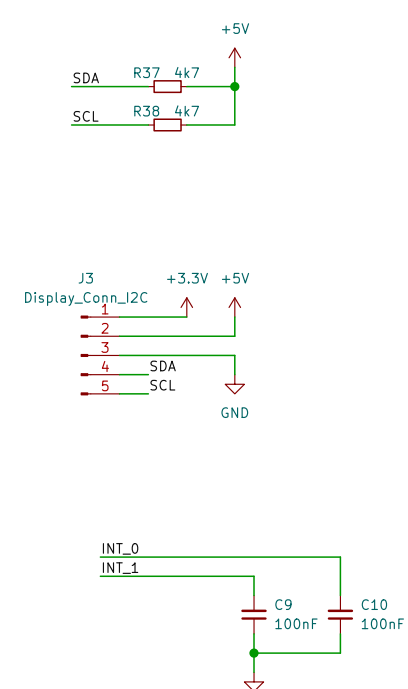 +5V
R37 4k7
SDA
R38 4k7
SCL
J3
+3.3V +5V
Display_Conn_I2C
1
2
3
4 SDA
5 SCL
GND
INT_0
INT_1
C9 C10
100nF 100nF